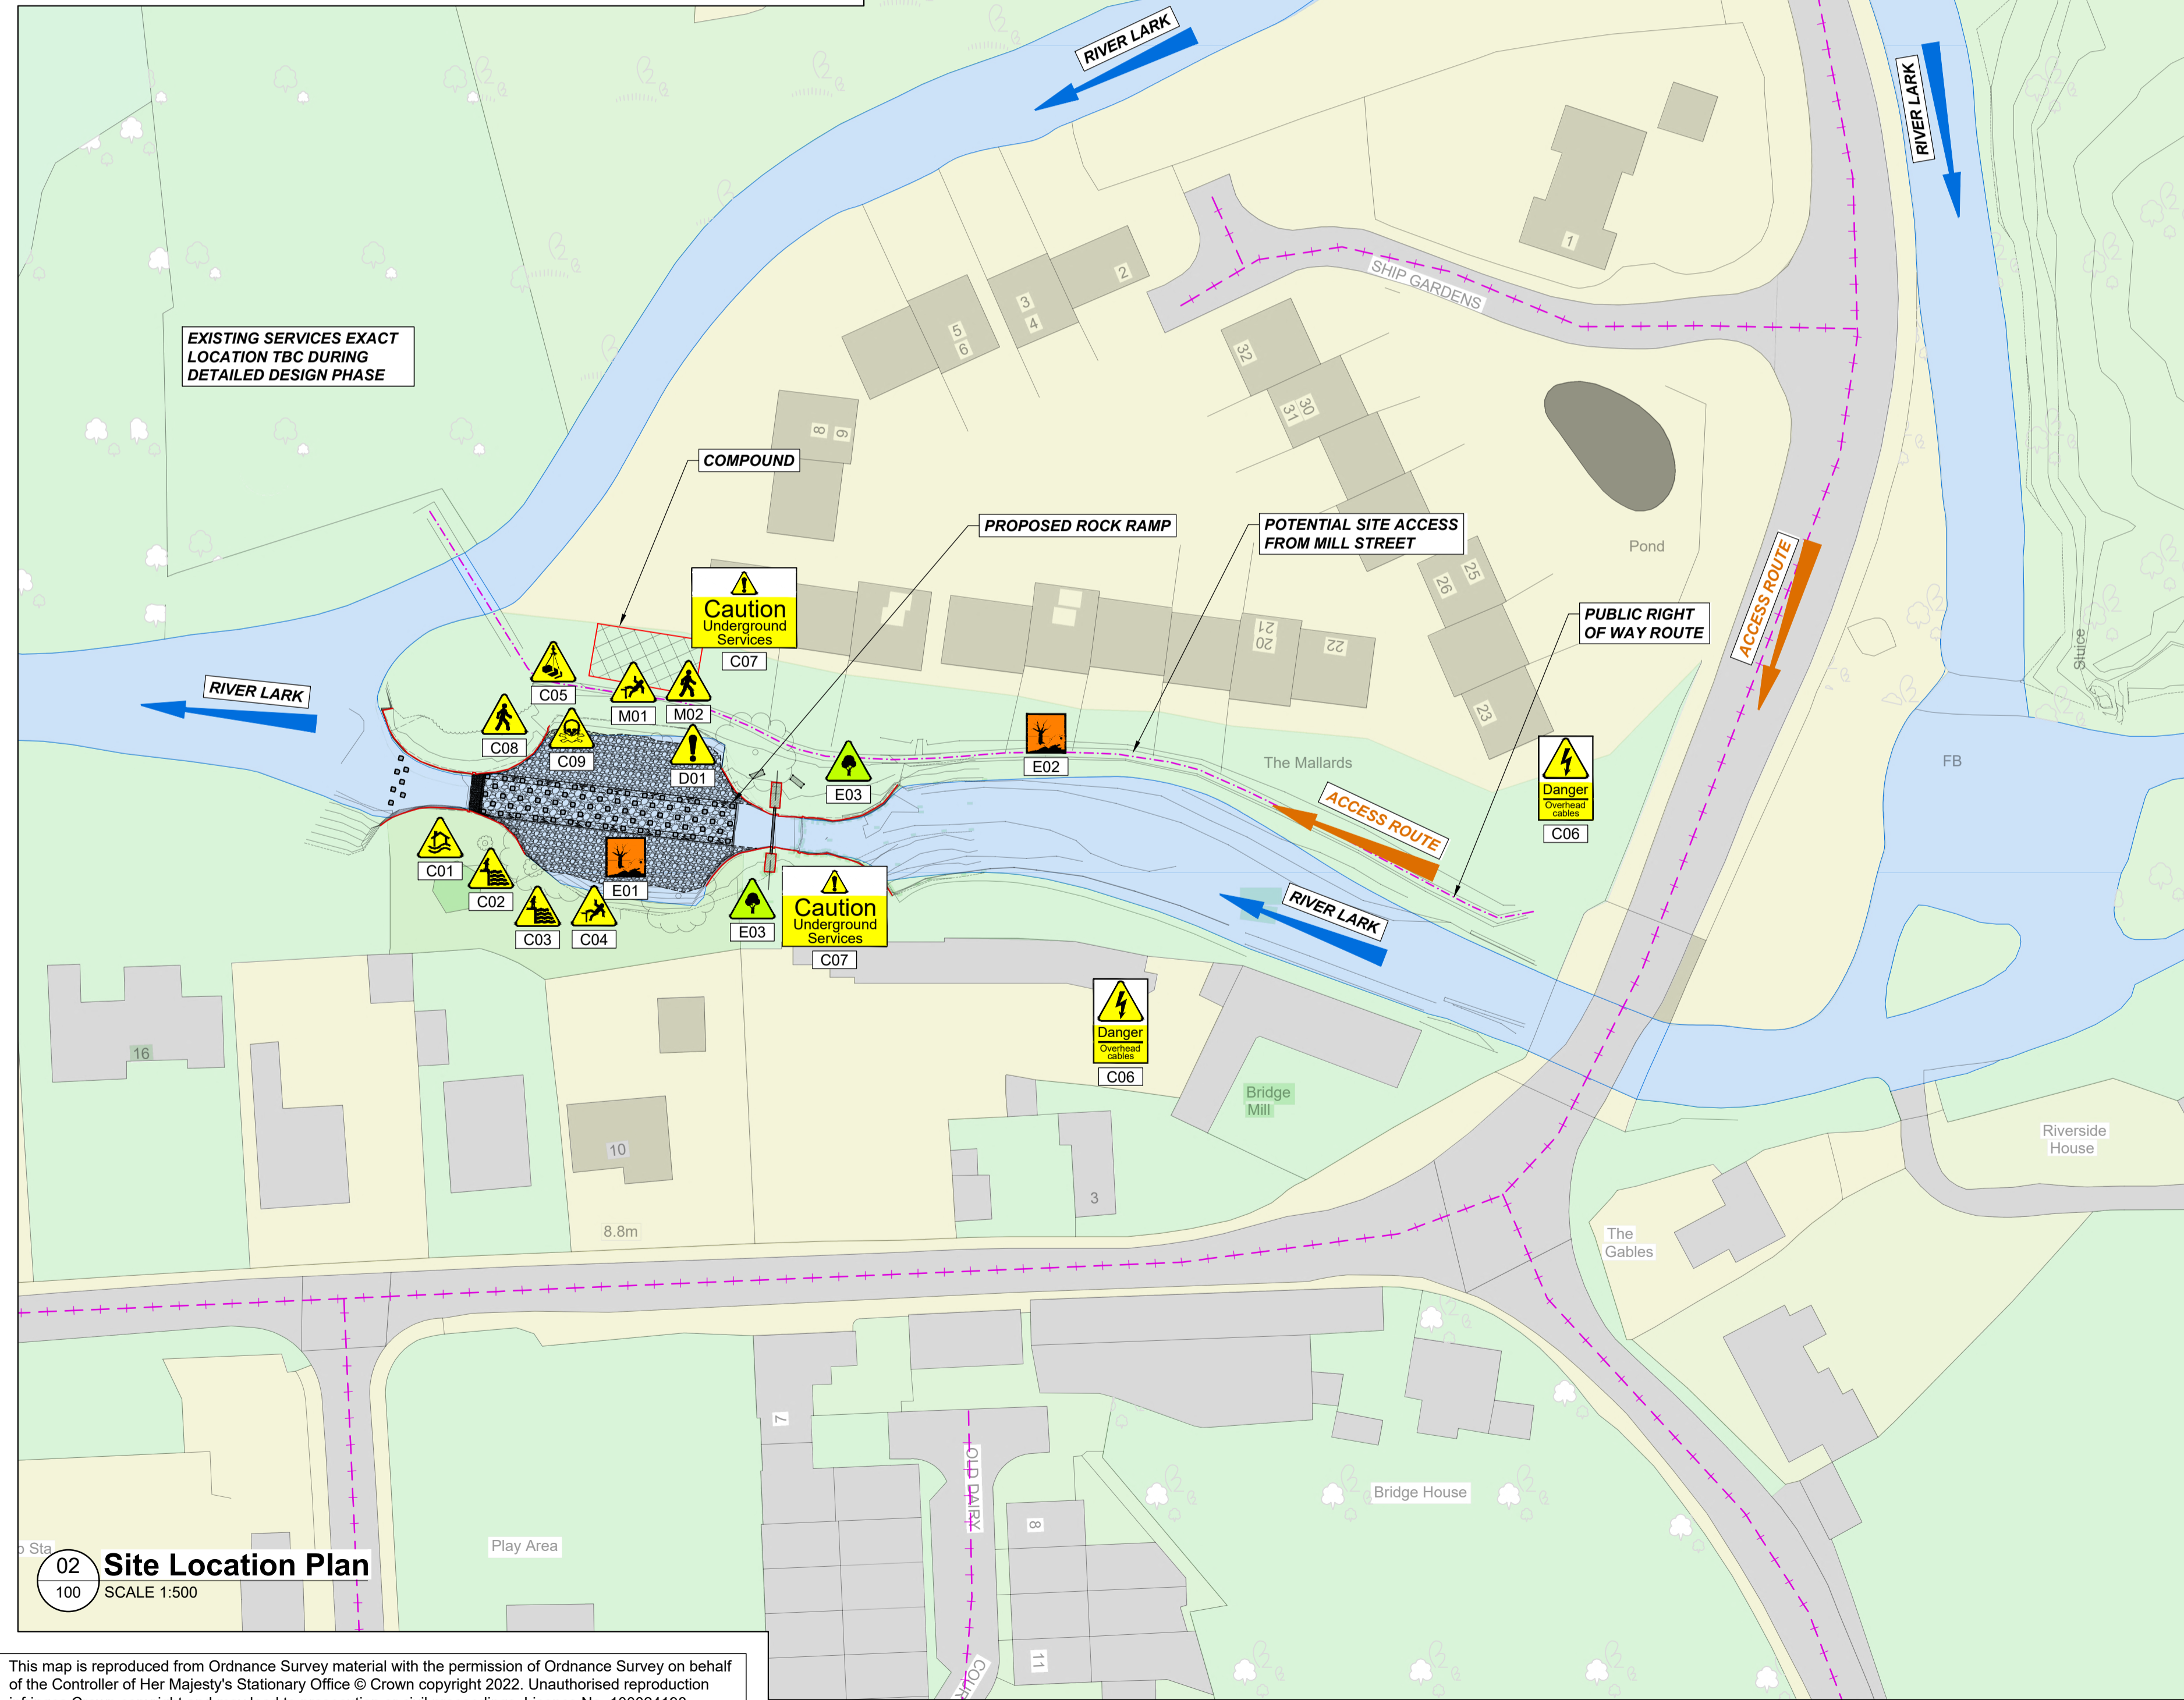 RIVER LARK
RIVER LARK
1
SHIP GARDENS
2
3
4
5
6
32
30
31
8
9
EXISTING SERVICES EXACT
LOCATION TBC DURING
DETAILED DESIGN PHASE
COMPOUND
PROPOSED ROCK RAMP
POTENTIAL SITE ACCESS
FROM MILL STREET
Pond
25
26
ACCESS ROUTE
PUBLIC RIGHT
OF WAY ROUTE
Caution
Underground
Services
C07
21
20
22
23
Sluice
RIVER LARK
C05
M01
M02
C08
C09
D01
E03
E02
The Mallards
Danger
Overhead
cables
C06
FB
ACCESS ROUTE
C01
C02
E01
C03
C04
E03
Caution
Underground
Services
C07
RIVER LARK
Danger
Overhead
cables
C06
16
Bridge
Mill
10
3
Riverside
House
8.8m
The
Gables
7
OLD DAIRY
8
Bridge House
Play Area
Sta
02
100
Site Location Plan
SCALE 1:500
11
This map is reproduced from Ordnance Survey material with the permission of Ordnance Survey on behalf
of the Controller of Her Majesty's Stationary Office © Crown copyright 2022. Unauthorised reproduction